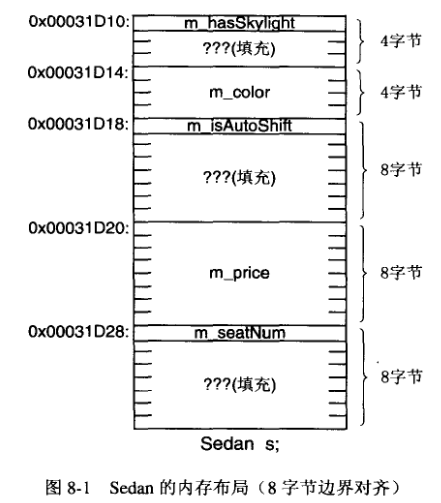 0x00031D10: m_hasSkylight
???(填充) 4字节
0x00031D14:
m_color 4字节
0x00031D18: m_isAutoShift
???(填充) 8字节
0x00031D20:
m_price 8字节
0x00031D28: m_seatNum
???(填充) 8字节
Sedan s;
图 8-1 Sedan 的内存布局（8 字节边界对齐）